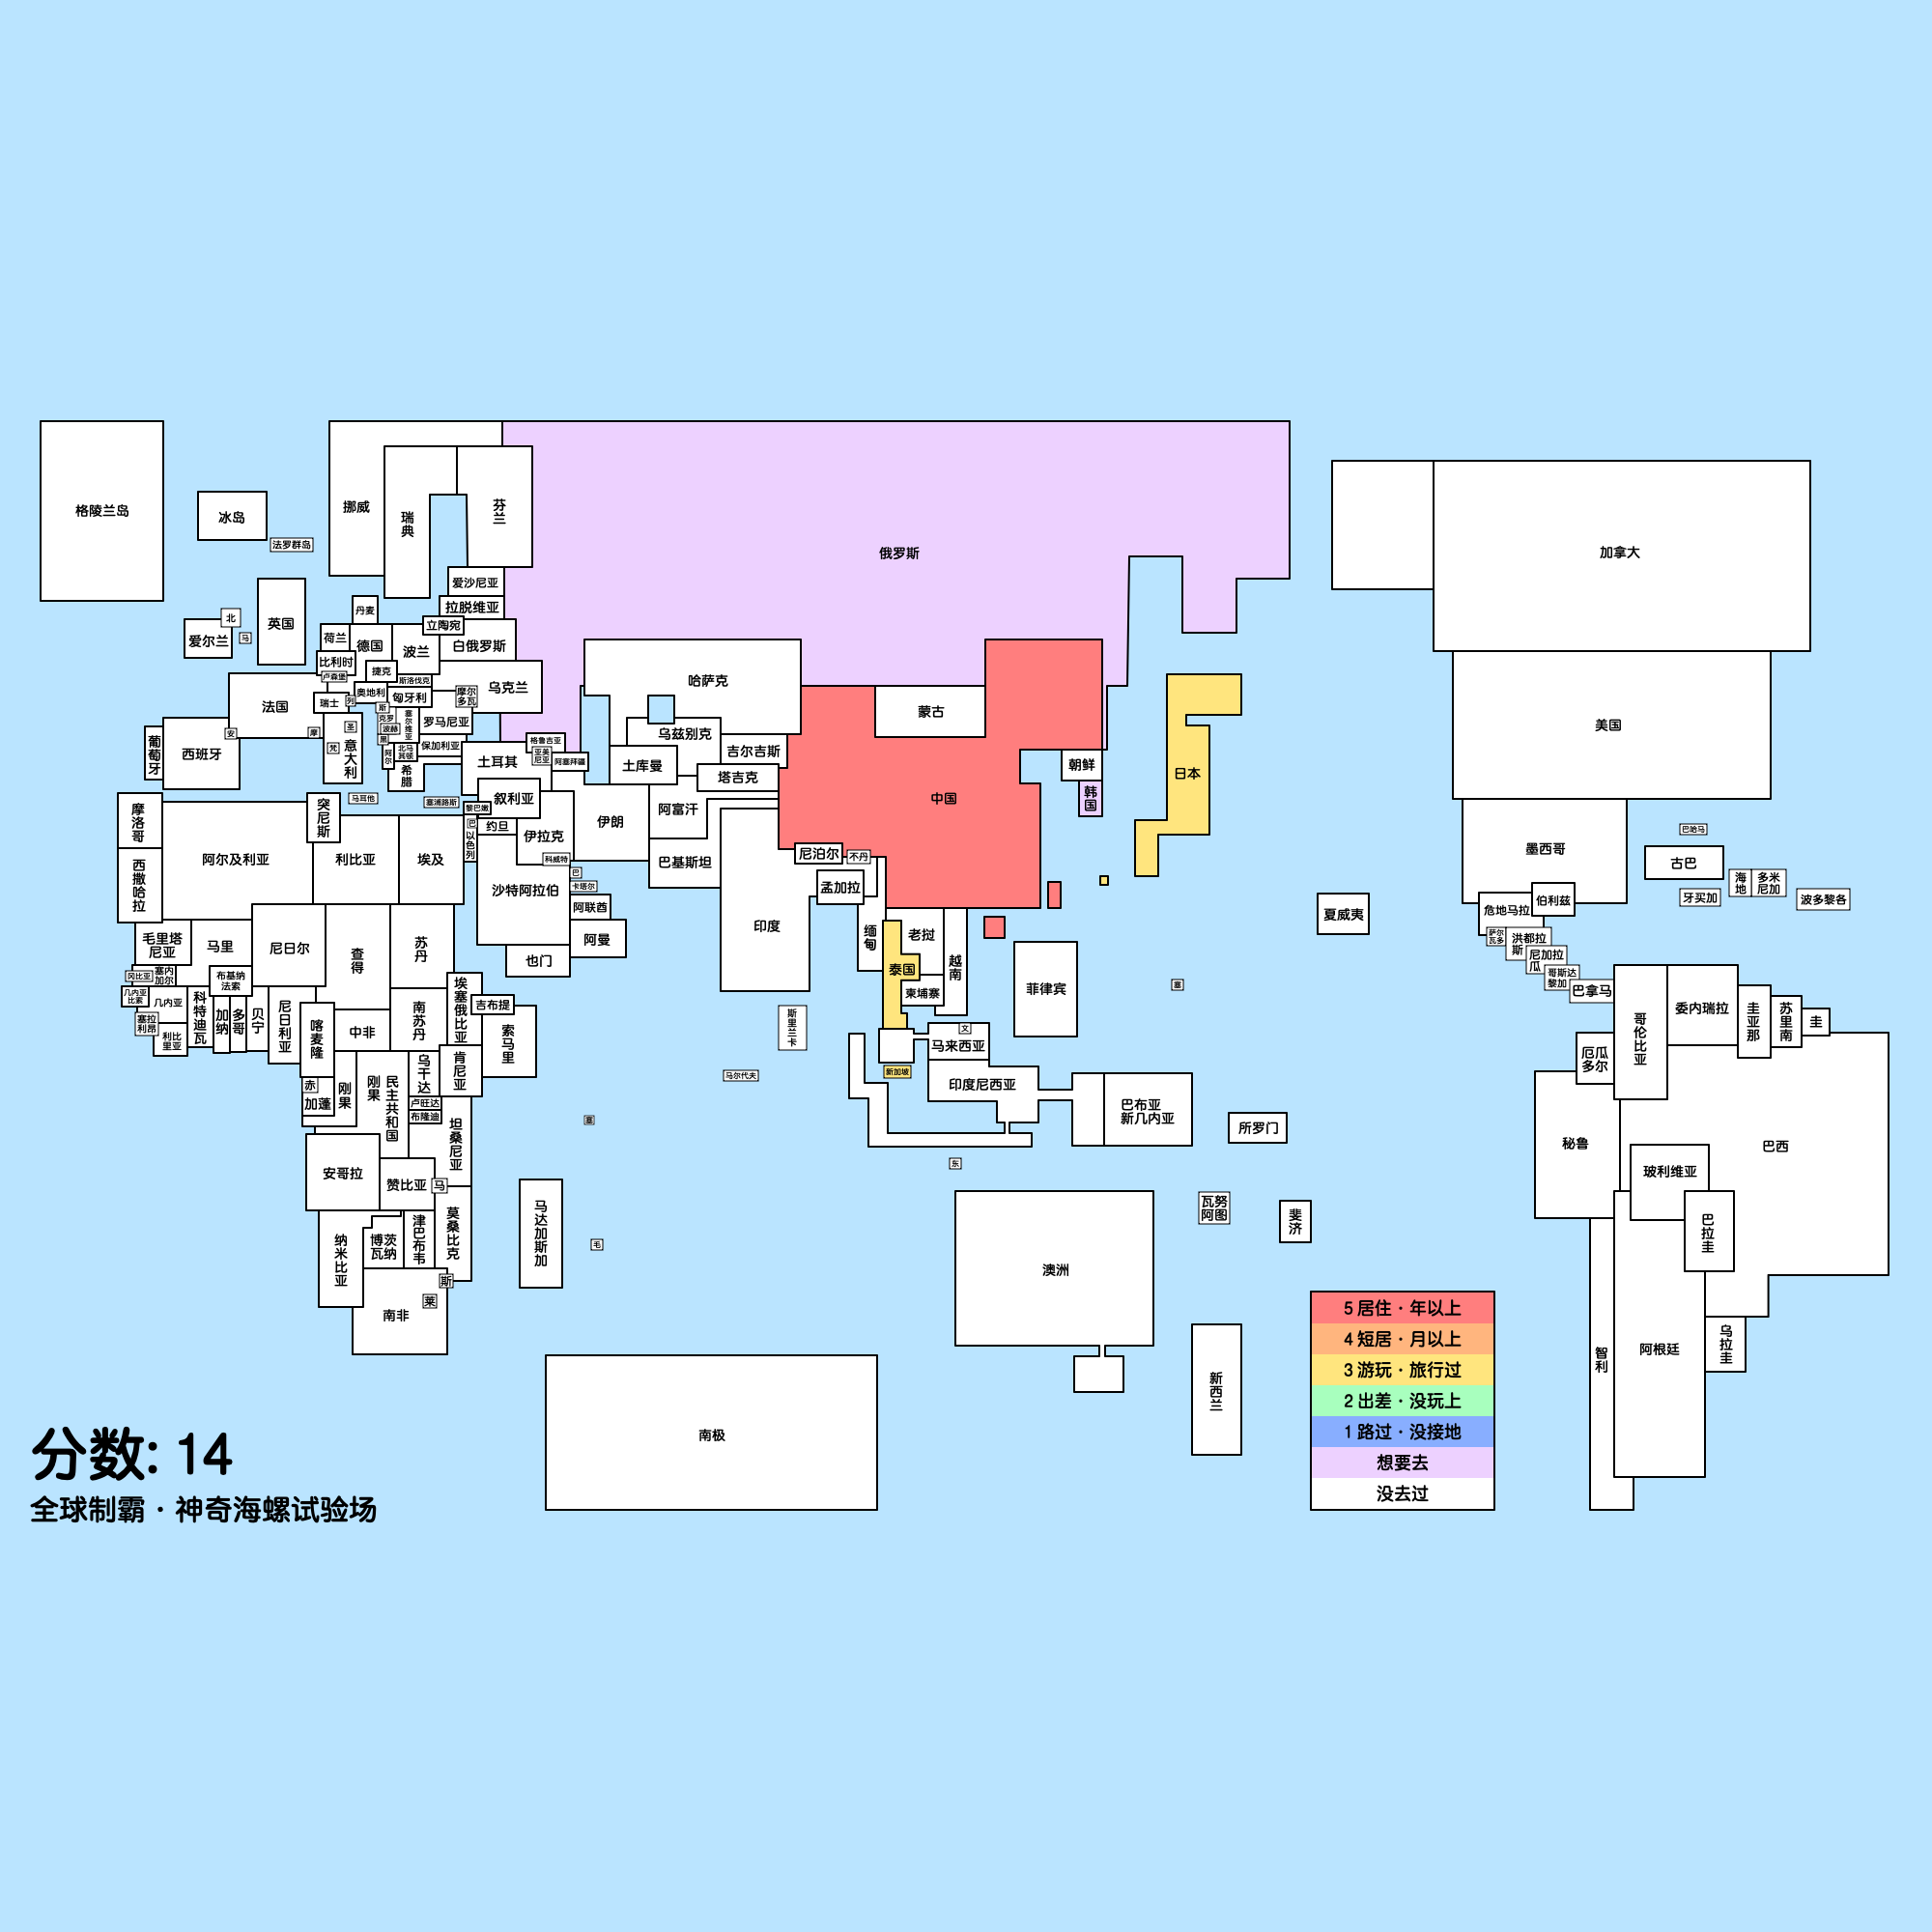 格陵兰岛
冰岛
法罗群岛
挪威
瑞典
芬兰
俄罗斯
加拿大
爱沙尼亚
拉脱维亚
立陶宛
白俄罗斯
丹麦
北
爱尔兰
马
英国
荷兰
德国
波兰
比利时
卢森堡
捷克
斯洛伐克
乌克兰
法国
瑞士
列
奥地利
匈牙利
摩尔
多瓦
斯
克罗
波赫
黑
塞尔维亚
罗马尼亚
葡萄牙
西班牙
安
摩
圣
梵
意大利
阿尔
北马
其顿
保加利亚
希腊
土耳其
格鲁吉亚
亚美
尼亚
阿塞拜疆
哈萨克
乌兹别克
吉尔吉斯
土库曼
塔吉克
蒙古
中国
朝鲜
韩国
日本
美国
马耳他
塞浦路斯
黎巴嫩
叙利亚
巴
以色列
约旦
伊拉克
科威特
伊朗
阿富汗
巴基斯坦
尼泊尔
不丹
孟加拉
印度
摩洛哥
西撒哈拉
阿尔及利亚
突尼斯
利比亚
埃及
沙特阿拉伯
巴
卡塔尔
阿联酋
阿曼
也门
缅甸
老挝
泰国
越南
柬埔寨
菲律宾
塞
夏威夷
墨西哥
巴哈马
古巴
海地
多米
尼加
牙买加
波多黎各
伯利兹
危地马拉
萨尔
瓦多
洪都拉
斯
尼加拉
瓜
哥斯达
黎加
巴拿马
毛里塔
尼亚
马里
尼日尔
查得
苏丹
冈比亚
塞内
加尔
布基纳
法索
几内亚
比索
几内亚
科特迪瓦
加纳
多哥
贝宁
尼日利亚
喀麦隆
中非
南苏丹
埃塞俄比亚
吉布提
索马里
塞拉
利昂
利比
里亚
斯里兰卡
马尔代夫
文
马来西亚
新加坡
印度尼西亚
巴布亚
新几内亚
所罗门
哥伦比亚
委内瑞拉
圭亚那
苏里南
圭
厄瓜
多尔
秘鲁
巴西
赤
加蓬
刚果
刚果
民主共和国
乌干达
肯尼亚
卢旺达
布隆迪
坦桑尼亚
塞
安哥拉
赞比亚
马
东
玻利维亚
纳米比亚
博茨
瓦纳
津巴布韦
莫桑比克
马达加斯加
毛
澳洲
瓦努
阿图
斐济
巴拉圭
斯
莱
南非
南极
新西兰
智利
阿根廷
乌拉圭
5 居住 · 年以上
4 短居 · 月以上
3 游玩 · 旅行过
2 出差 · 没玩上
1 路过 · 没接地
想要去
没去过
分数: 14
全球制霸 · 神奇海螺试验场